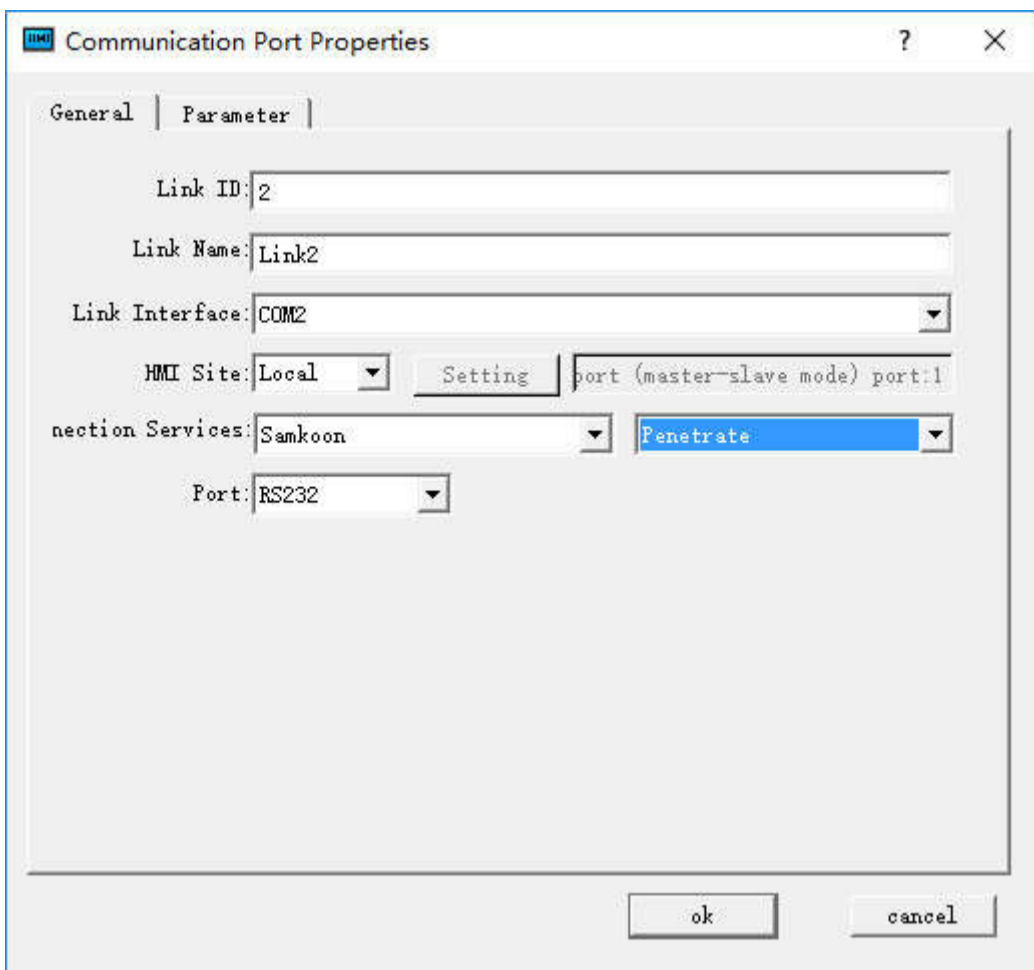 HMI Communication Port Properties ? ×
General Parameter
Link ID: 2
Link Name: Link2
Link Interface: COM2
HMI Site: Local Setting port (master-slave mode) port:1
nection Services: Samkoon Penetrate
Port: RS232
ok cancel